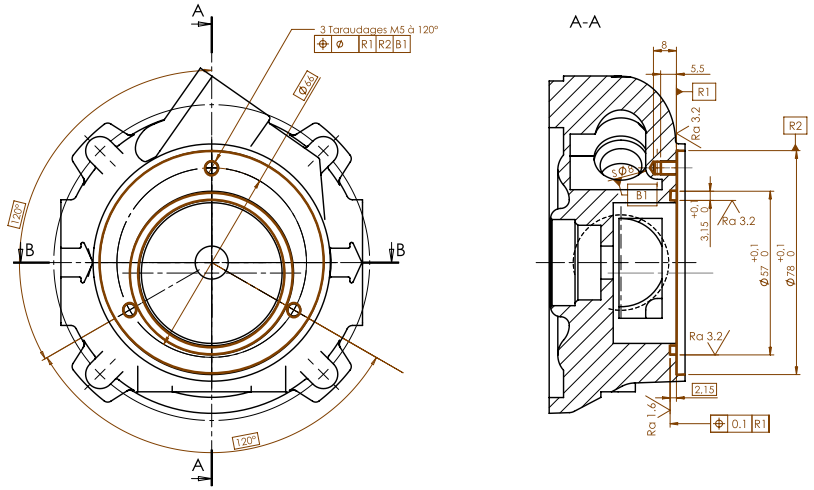 A
3 Taraudages M5 à 120°
⌖ Ø R1 R2 B1
Ø66
120°
B
B
120°
A
A-A
8
5,5
R1
Ra 3.2
R2
SØ6
B1
3,15 +0,1 0
Ra 3.2
Ø57 +0,1 0
Ø78 +0,1 0
Ra 3.2
2,15
Ra 1.6
⌖ 0.1 R1